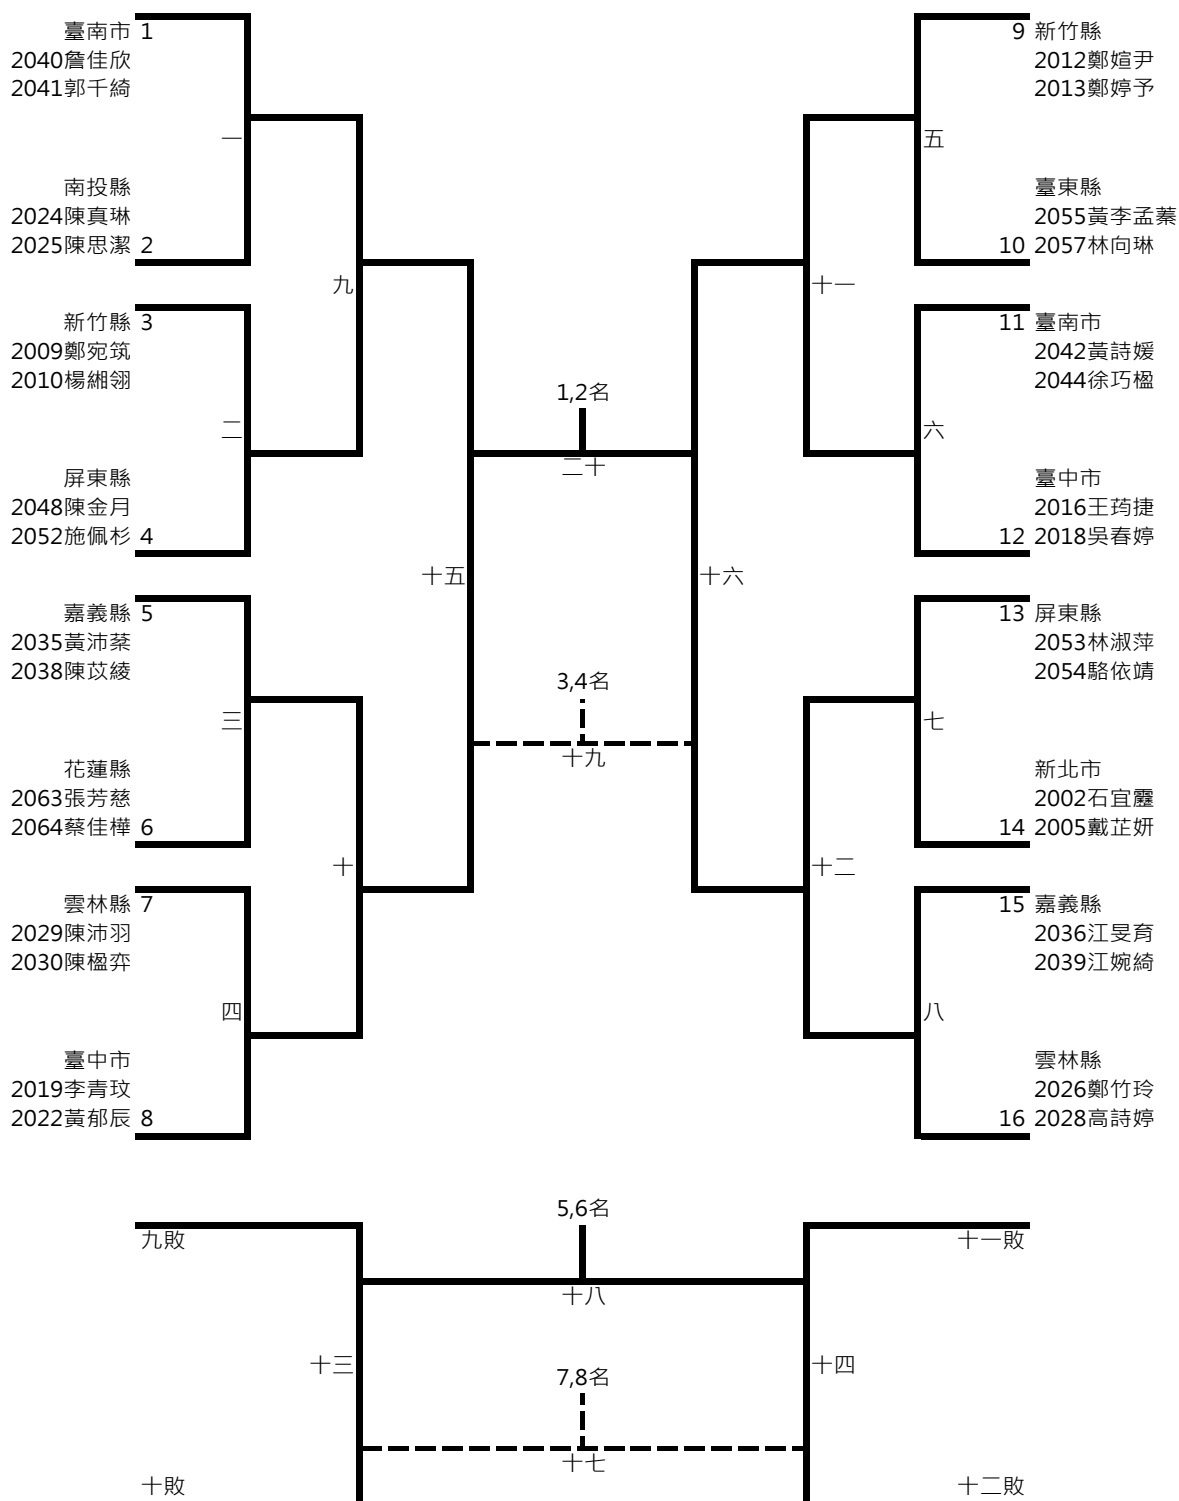 臺南市 1
2040詹佳欣
2041郭千綺
一
南投縣
2024陳真琳
2025陳思潔 2
九
新竹縣 3
2009鄭宛筑
2010楊緗翎
二
屏東縣
2048陳金月
2052施佩杉 4
十五
嘉義縣 5
2035黃沛蓁
2038陳苡綾
三
花蓮縣
2063張芳慈
2064蔡佳樺 6
十
雲林縣 7
2029陳沛羽
2030陳楹弈
四
臺中市
2019李青玟
2022黃郁辰 8
1,2名
二十
3,4名
十九
9 新竹縣
2012鄭媗尹
2013鄭婷予
五
臺東縣
2055黃李孟蓁
10 2057林向琳
十一
11 臺南市
2042黃詩媛
2044徐巧楹
六
臺中市
2016王筠捷
12 2018吳春婷
十六
13 屏東縣
2053林淑萍
2054駱依靖
七
新北市
2002石宜靈
14 2005戴芷妍
十二
15 嘉義縣
2036江旻育
2039江婉綺
八
雲林縣
2026鄭竹玲
16 2028高詩婷
九敗
5,6名
十一敗
十八
十三
7,8名
十四
十七
十敗
十二敗